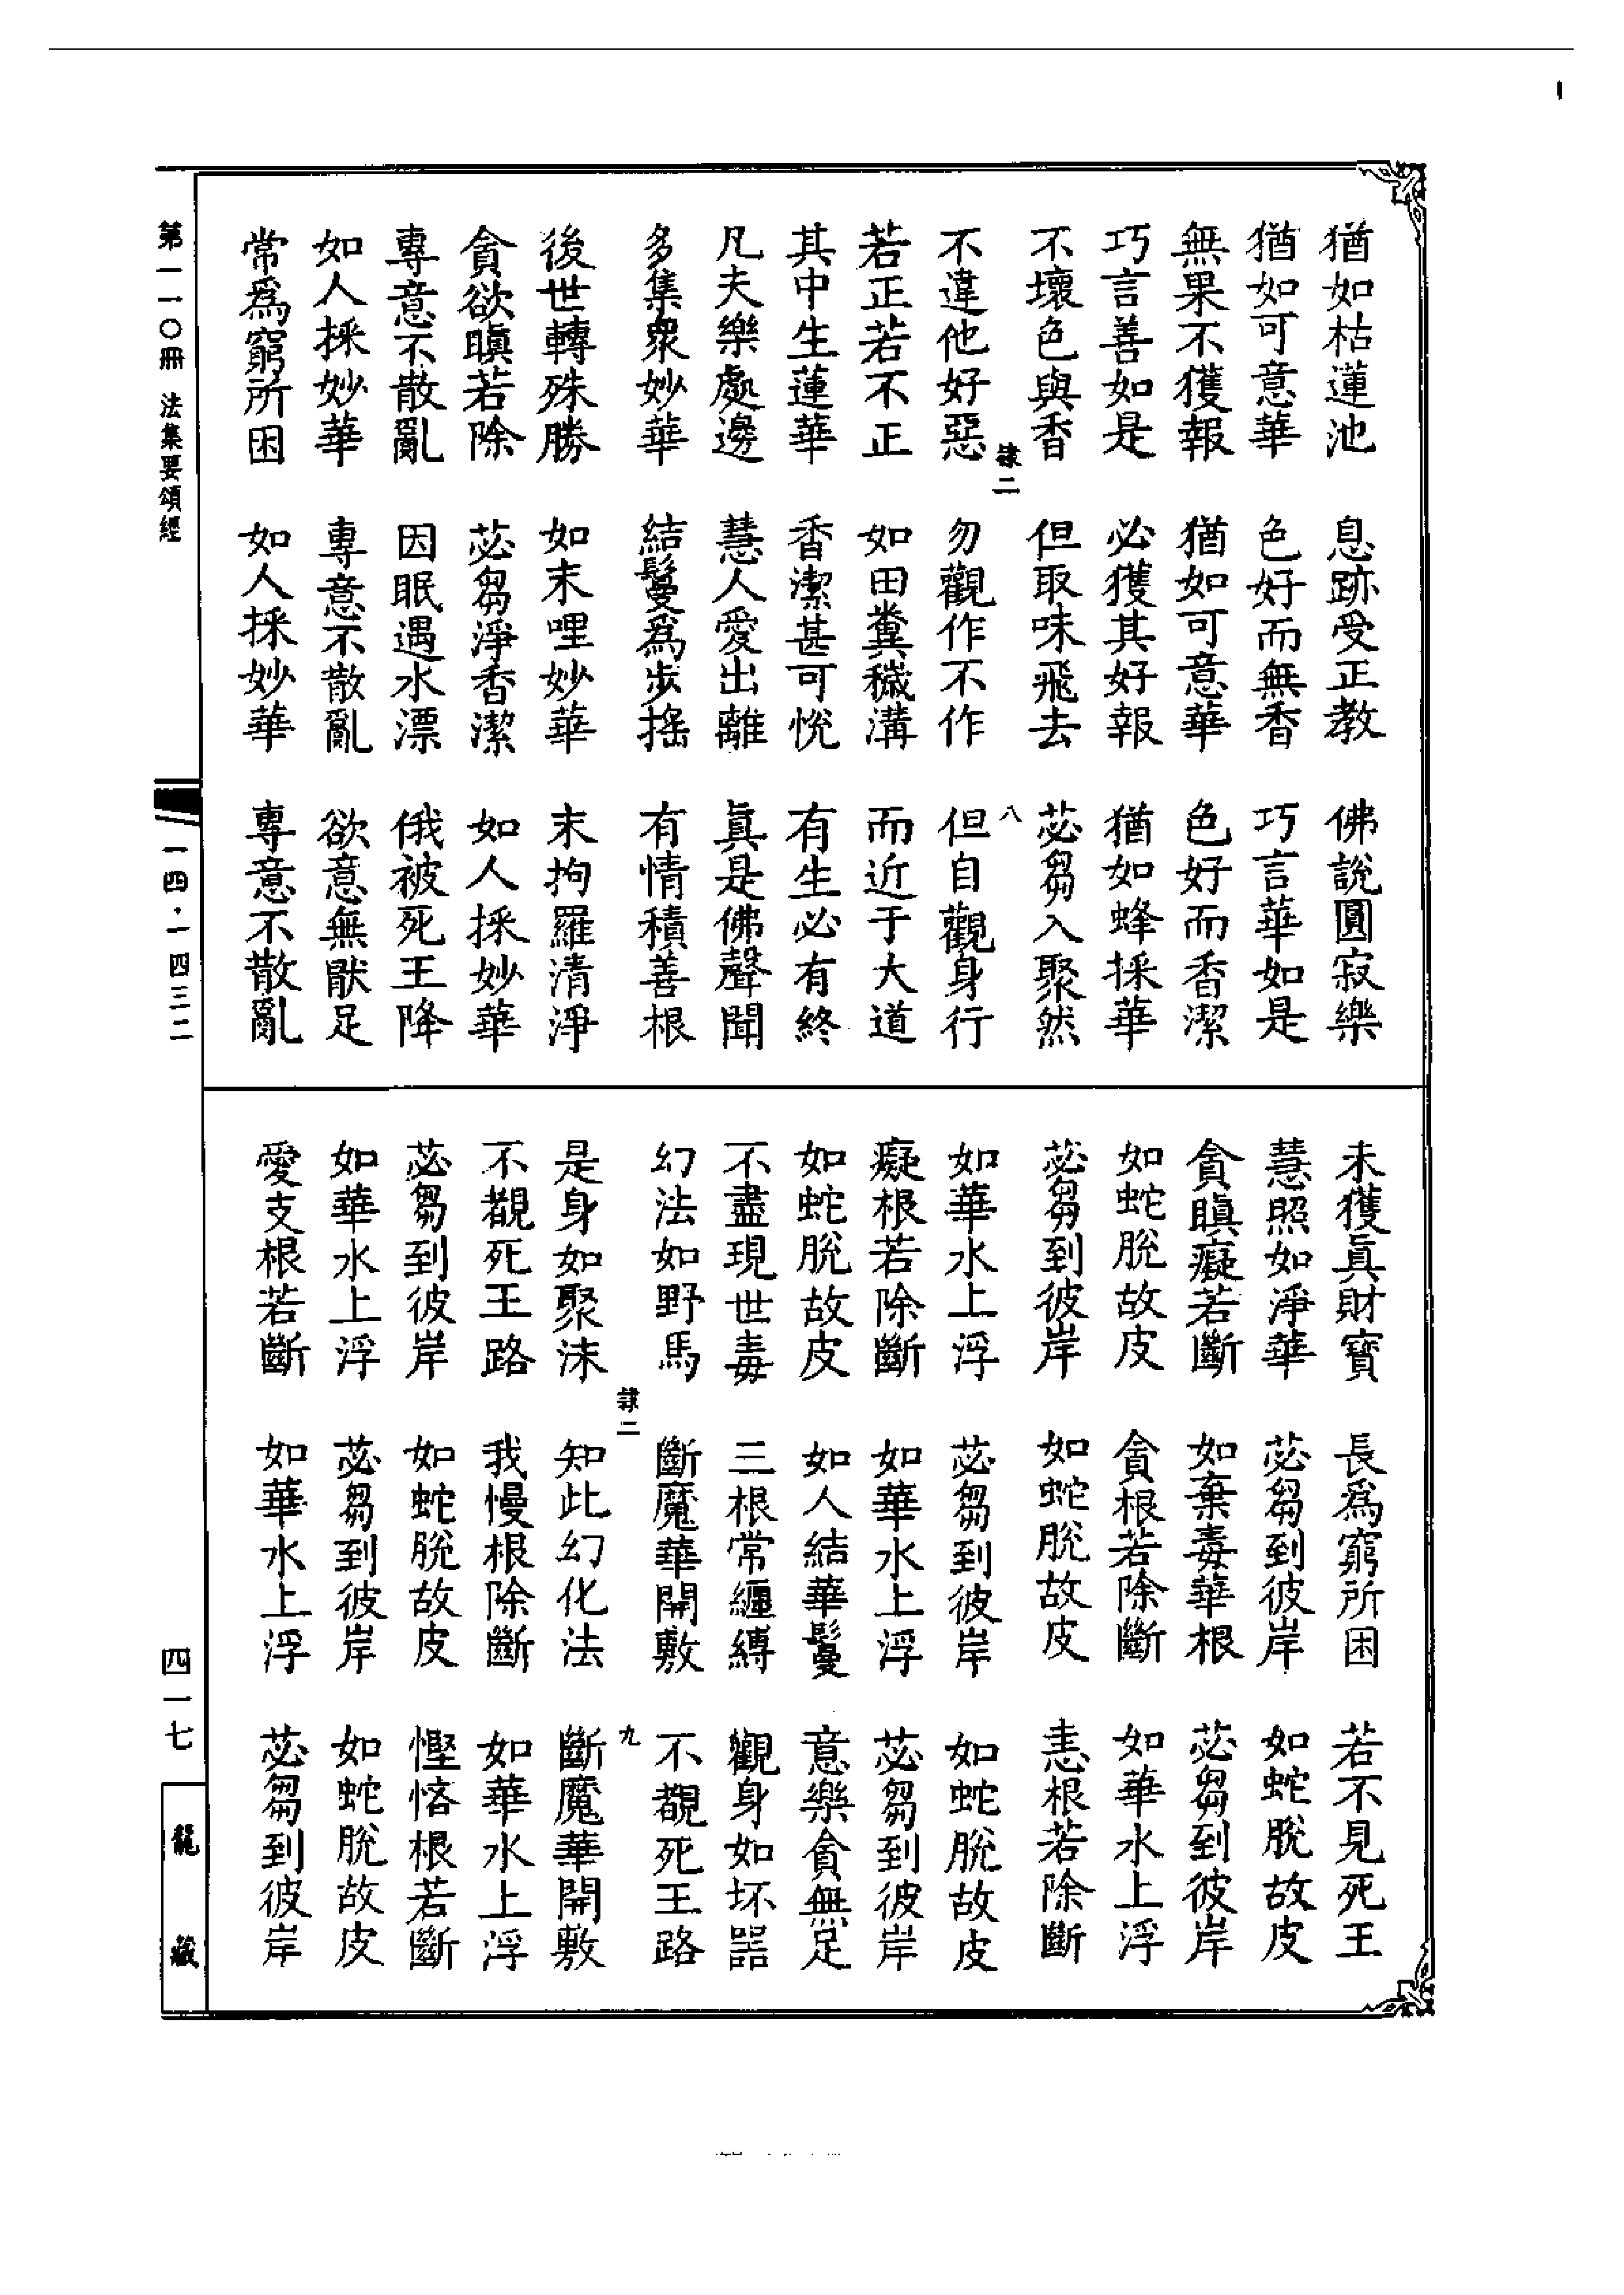 猶如枯蓮池　息跡受正教　佛說圓寂樂
猶如可意華　色好而無香　巧言華如是
無果不獲報　猶如可意華　色好而香潔
巧言善如是　必獲其好報　猶如蜂採華
不壞色與香　但取味飛去　苾芻入聚然
隸二　八
不違他好惡　勿觀作不作　但自觀身行
若正若不正　如田糞穢溝　而近于大道
其中生蓮華　香潔甚可悅　有生必有終
凡夫樂處邊　慧人愛出離　眞是佛聲聞
多集衆妙華　結鬘爲步搖　有情積善根
後世轉殊勝　如末哩妙華　末拘羅清淨
貪欲瞋若除　苾芻淨香潔　如人採妙華
專意不散亂　因眠遇水漂　俄被死王降
如人採妙華　專意不散亂　欲意無猒足
常爲窮所困　如人採妙華　專意不散亂
未獲眞財寶　長爲窮所困　若不見死王
慧照如淨華　苾芻到彼岸　如蛇脫故皮
貪瞋癡若斷　如棄毒華根　苾芻到彼岸
如蛇脫故皮　貪根若除斷　如華水上浮
苾芻到彼岸　如蛇脫故皮　恚根若除斷
如華水上浮　苾芻到彼岸　如蛇脫故皮
癡根若除斷　如華水上浮　苾芻到彼岸
如蛇脫故皮　如人結華鬘　意樂貪無足
不盡現世毒　三根常纏縛　觀身如坏器
幻法如野馬　斷魔華開敷　不覩死王路
隸二　九
是身如聚沫　知此幻化法　斷魔華開敷
不覩死王路　我慢根除斷　如華水上浮
苾芻到彼岸　如蛇脫故皮　慳悋根若斷
如華水上浮　苾芻到彼岸　如蛇脫故皮
愛支根若斷　如華水上浮　苾芻到彼岸
第一一〇冊　法集要頌經
一四·一四三二
四一七
龍藏